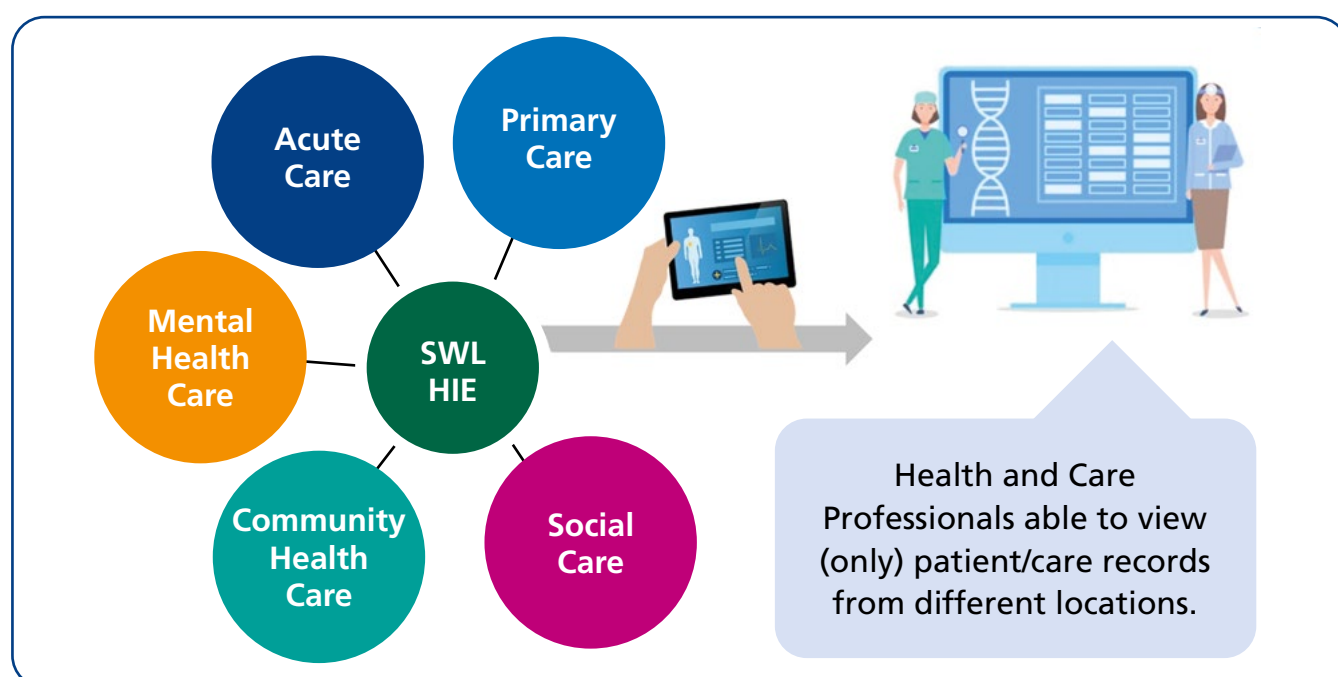 Acute
Care
Primary
Care
Mental
Health
Care
SWL
HIE
Community
Health
Care
Social
Care
Health and Care
Professionals able to view
(only) patient/care records
from different locations.